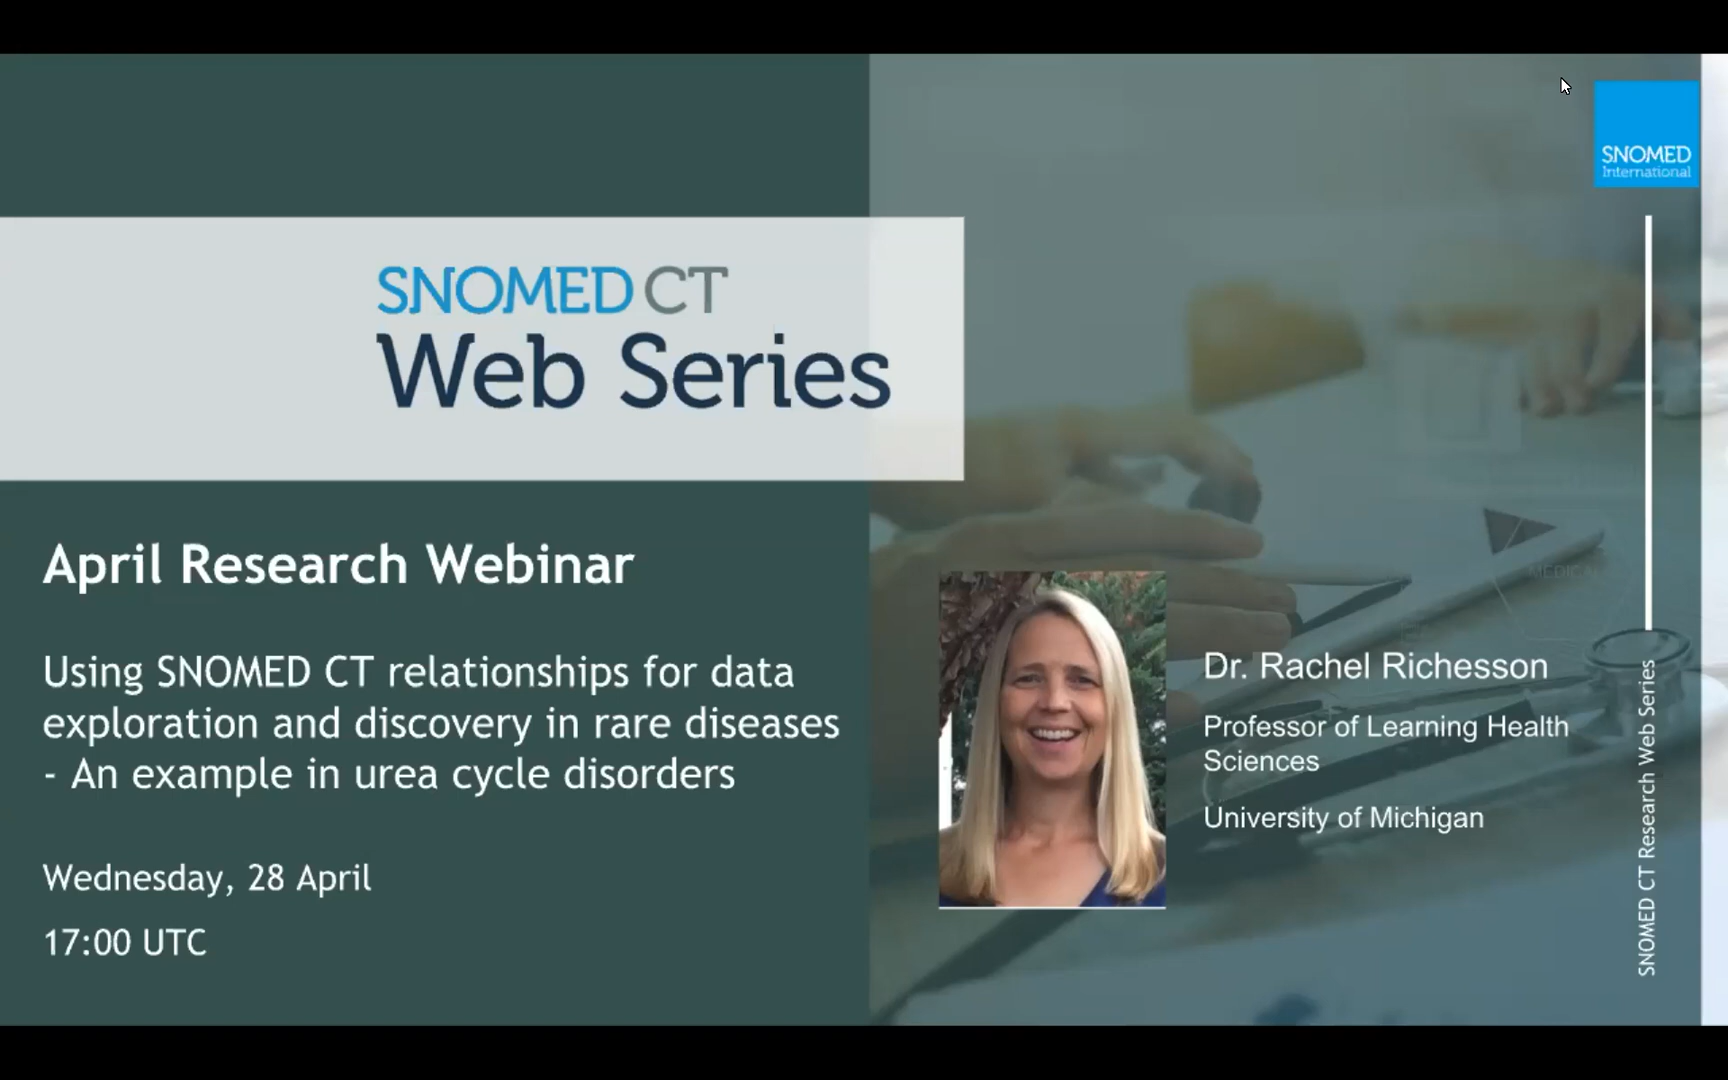 SNOMED
International
SNOMED CT
Web Series
April Research Webinar
Using SNOMED CT relationships for data
exploration and discovery in rare diseases
- An example in urea cycle disorders
Wednesday, 28 April
17:00 UTC
Dr. Rachel Richesson
Professor of Learning Health
Sciences
University of Michigan
MEDICAL
SNOMED CT Research Web Series